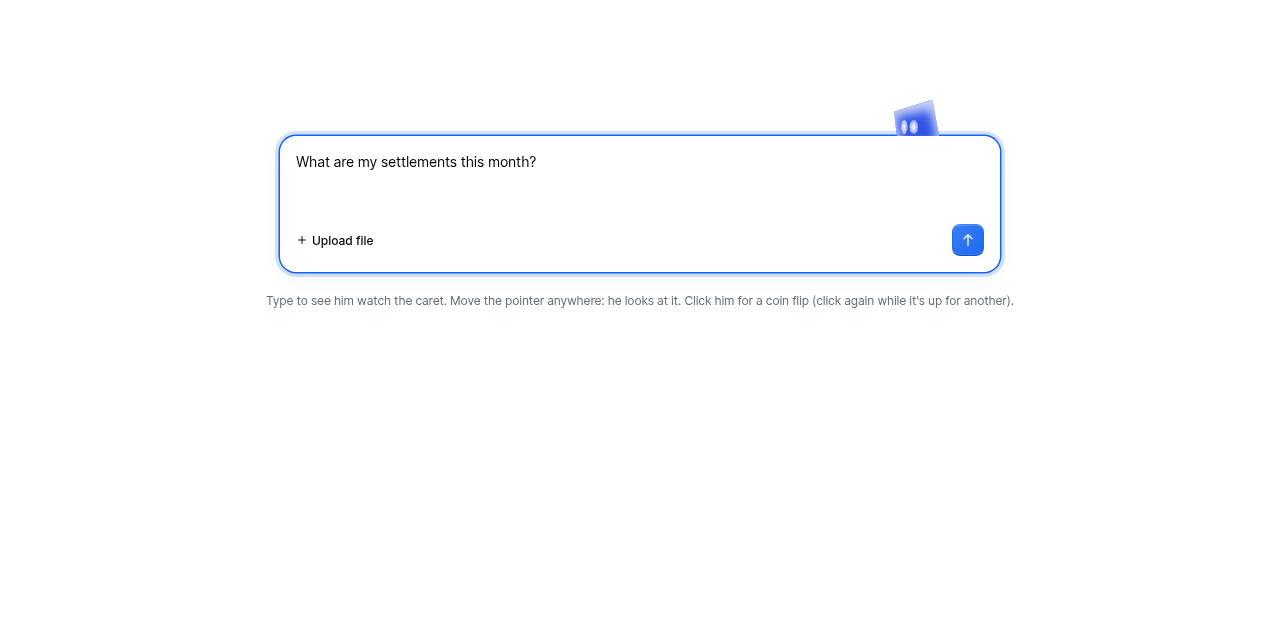 What are my settlements this month?
+ Upload file
Type to see him watch the caret. Move the pointer anywhere: he looks at it. Click him for a coin flip (click again while it's up for another).